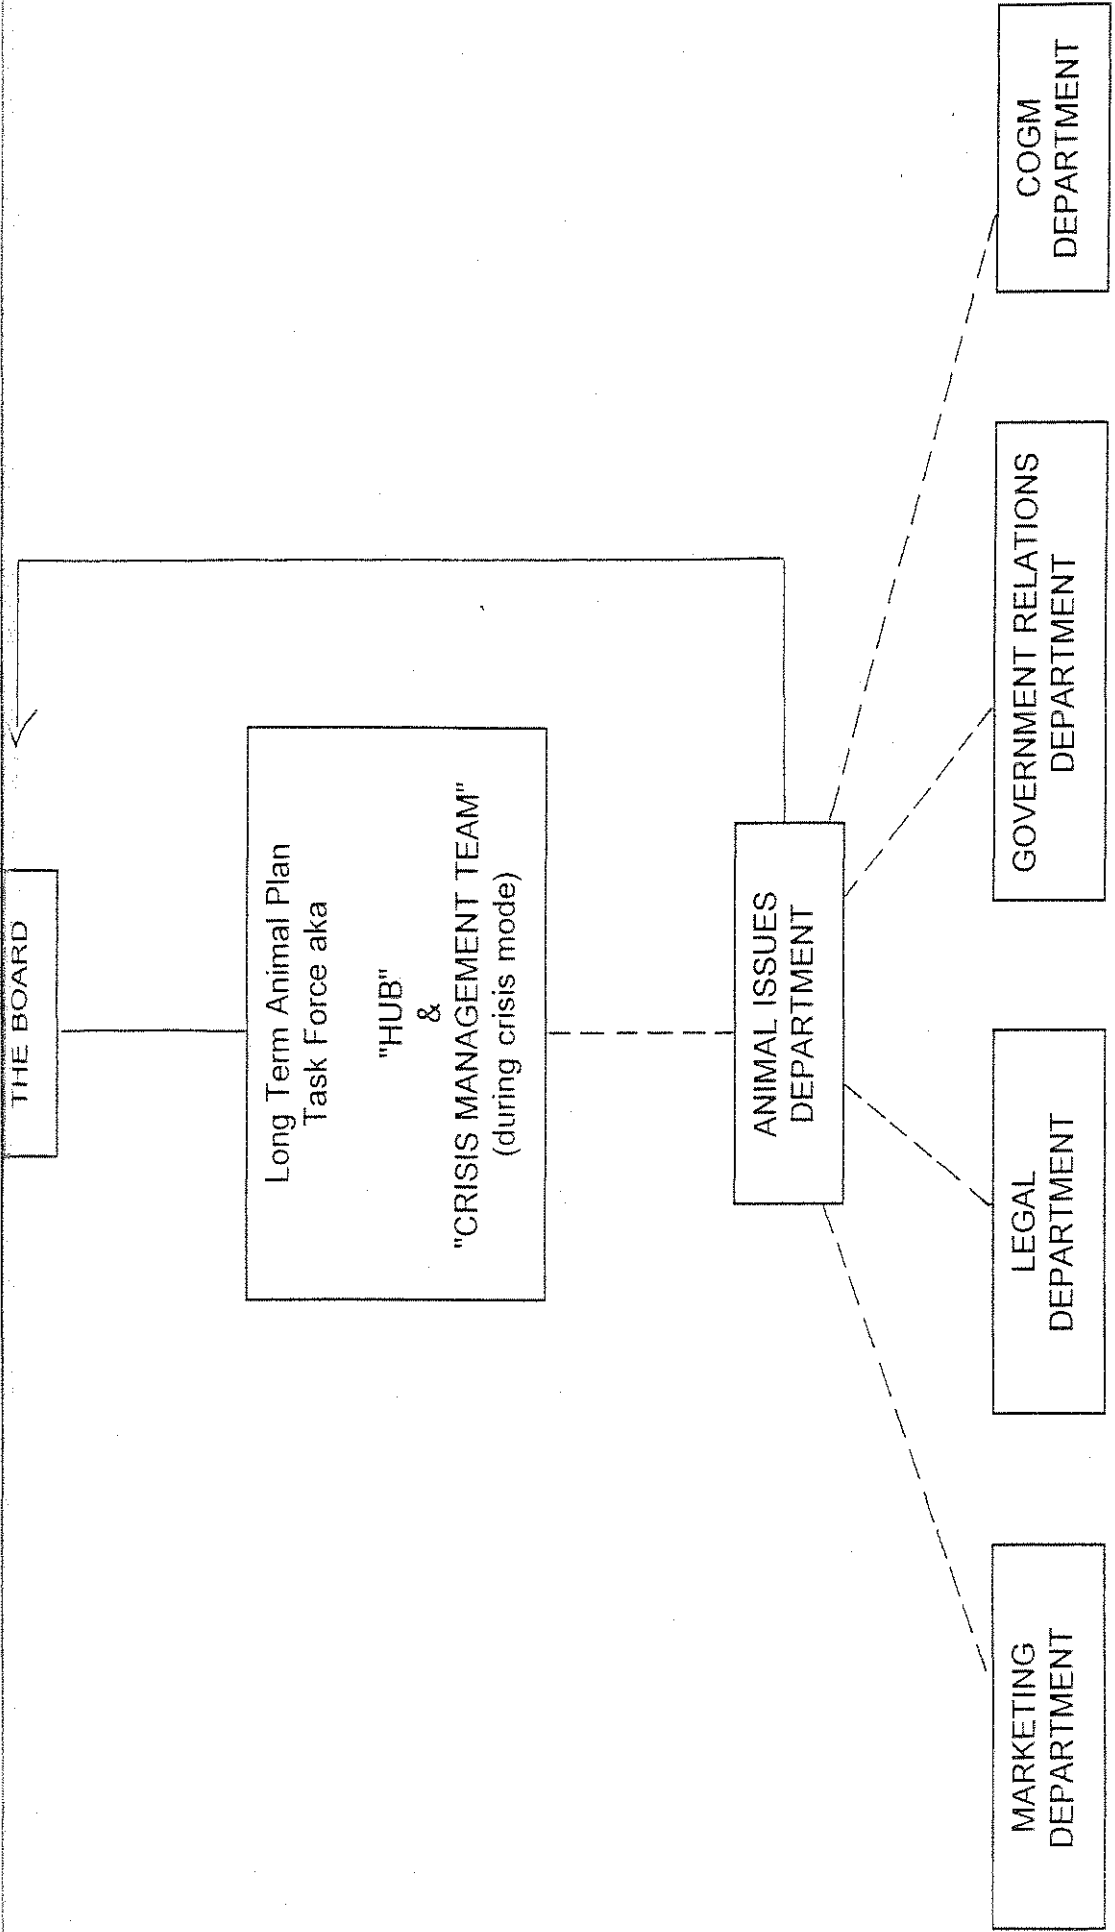 THE BOARD
Long Term Animal Plan
Task Force aka
"HUB"
&
"CRISIS MANAGEMENT TEAM"
(during crisis mode)
ANIMAL ISSUES
DEPARTMENT
MARKETING
DEPARTMENT
LEGAL
DEPARTMENT
GOVERNMENT RELATIONS
DEPARTMENT
COGM
DEPARTMENT